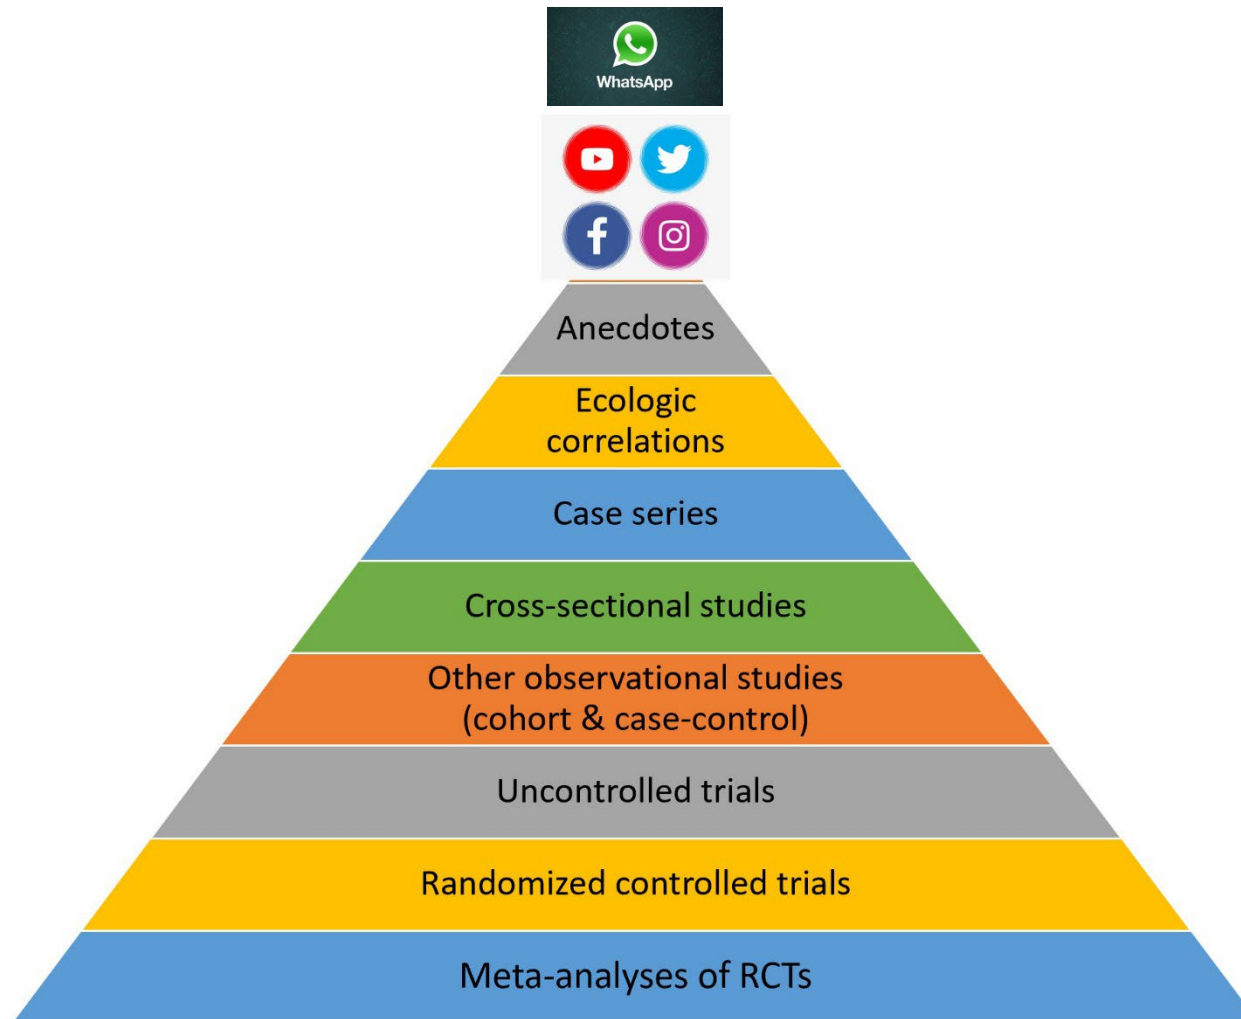 WhatsApp
Anecdotes
Ecologic
correlations
Case series
Cross-sectional studies
Other observational studies
(cohort & case-control)
Uncontrolled trials
Randomized controlled trials
Meta-analyses of RCTs